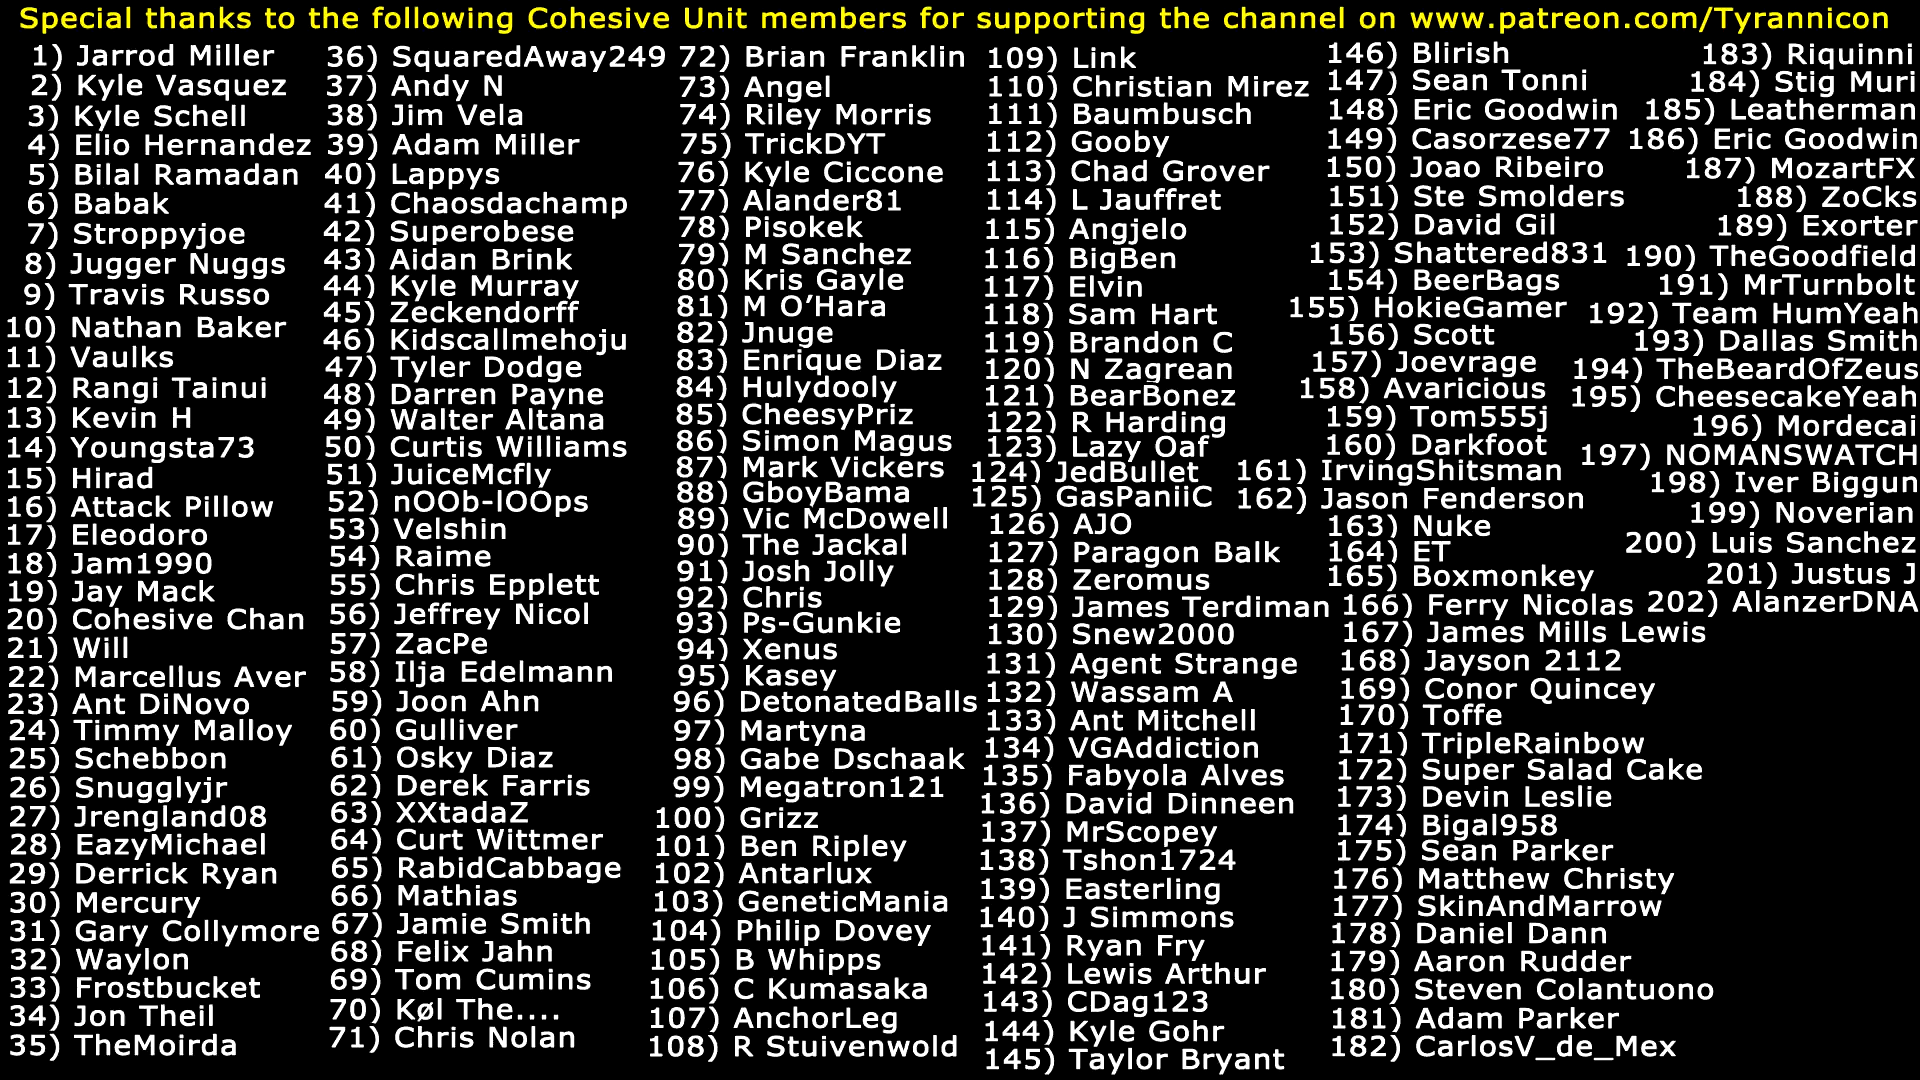 Special thanks to the following Cohesive Unit members for supporting the channel on www.patreon.com/Tyrannicon
1) Jarrod Miller
2) Kyle Vasquez
3) Kyle Schell
4) Elio Hernandez
5) Bilal Ramadan
6) Babak
7) Stroppyjoe
8) Jugger Nuggs
9) Travis Russo
10) Nathan Baker
11) Vaulks
12) Rangi Tainui
13) Kevin H
14) Youngsta73
15) Hirad
16) Attack Pillow
17) Eleodoro
18) Jam1990
19) Jay Mack
20) Cohesive Chan
21) Will
22) Marcellus Aver
23) Ant DiNovo
24) Timmy Malloy
25) Schebbon
26) Snugglyjr
27) Jrengland08
28) EazyMichael
29) Derrick Ryan
30) Mercury
31) Gary Collymore
32) Waylon
33) Frostbucket
34) Jon Theil
35) TheMoirda
36) SquaredAway249
37) Andy N
38) Jim Vela
39) Adam Miller
40) Lappys
41) Chaosdachamp
42) Superobese
43) Aidan Brink
44) Kyle Murray
45) Zeckendorff
46) Kidscallmehoju
47) Tyler Dodge
48) Darren Payne
49) Walter Altana
50) Curtis Williams
51) JuiceMcfly
52) nOOb-lOOps
53) Velshin
54) Raime
55) Chris Epplett
56) Jeffrey Nicol
57) ZacPe
58) Ilja Edelmann
59) Joon Ahn
60) Gulliver
61) Osky Diaz
62) Derek Farris
63) XXtadaZ
64) Curt Wittmer
65) RabidCabbage
66) Mathias
67) Jamie Smith
68) Felix Jahn
69) Tom Cumins
70) Køl The....
71) Chris Nolan
72) Brian Franklin
73) Angel
74) Riley Morris
75) TrickDYT
76) Kyle Ciccone
77) Alander81
78) Pisokek
79) M Sanchez
80) Kris Gayle
81) M O’Hara
82) Jnuge
83) Enrique Diaz
84) Hulydooly
85) CheesyPriz
86) Simon Magus
87) Mark Vickers
88) GboyBama
89) Vic McDowell
90) The Jackal
91) Josh Jolly
92) Chris
93) Ps-Gunkie
94) Xenus
95) Kasey
96) DetonatedBalls
97) Martyna
98) Gabe Dschaak
99) Megatron121
100) Grizz
101) Ben Ripley
102) Antarlux
103) GeneticMania
104) Philip Dovey
105) B Whipps
106) C Kumasaka
107) AnchorLeg
108) R Stuivenwold
109) Link
110) Christian Mirez
111) Baumbusch
112) Gooby
113) Chad Grover
114) L Jauffret
115) Angjelo
116) BigBen
117) Elvin
118) Sam Hart
119) Brandon C
120) N Zagrean
121) BearBonez
122) R Harding
123) Lazy Oaf
124) JedBullet
125) GasPaniiC
126) AJO
127) Paragon Balk
128) Zeromus
129) James Terdiman
130) Snew2000
131) Agent Strange
132) Wassam A
133) Ant Mitchell
134) VGAddiction
135) Fabyola Alves
136) David Dinneen
137) MrScopey
138) Tshon1724
139) Easterling
140) J Simmons
141) Ryan Fry
142) Lewis Arthur
143) CDag123
144) Kyle Gohr
145) Taylor Bryant
146) Blirish
147) Sean Tonni
148) Eric Goodwin
149) Casorzese77
150) Joao Ribeiro
151) Ste Smolders
152) David Gil
153) Shattered831
154) BeerBags
155) HokieGamer
156) Scott
157) Joevrage
158) Avaricious
159) Tom555j
160) Darkfoot
161) IrvingShitsman
162) Jason Fenderson
163) Nuke
164) ET
165) Boxmonkey
166) Ferry Nicolas
167) James Mills Lewis
168) Jayson 2112
169) Conor Quincey
170) Toffe
171) TripleRainbow
172) Super Salad Cake
173) Devin Leslie
174) Bigal958
175) Sean Parker
176) Matthew Christy
177) SkinAndMarrow
178) Daniel Dann
179) Aaron Rudder
180) Steven Colantuono
181) Adam Parker
182) CarlosV_de_Mex
183) Riquinni
184) Stig Muri
185) Leatherman
186) Eric Goodwin
187) MozartFX
188) ZoCks
189) Exorter
190) TheGoodfield
191) MrTurnbolt
192) Team HumYeah
193) Dallas Smith
194) TheBeardOfZeus
195) CheesecakeYeah
196) Mordecai
197) NOMANSWATCH
198) Iver Biggun
199) Noverian
200) Luis Sanchez
201) Justus J
202) AlanzerDNA